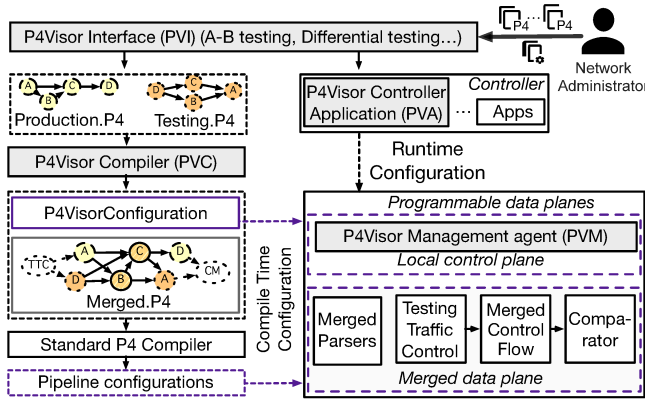 P4Visor Interface (PVI) (A-B testing, Differential testing…)
P4...P4
Network
Administrator
A
B
C
D
Production.P4
D
C
B
A
Testing.P4
P4Visor Controller
Application (PVA)
Controller
...
Apps
P4Visor Compiler (PVC)
Runtime
Configuration
P4VisorConfiguration
TTC
A
D
C
B
D
A
CM
Merged.P4
Compile Time
Configuration
Programmable data planes
P4Visor Management agent (PVM)
Local control plane
Merged
Parsers
Testing
Traffic
Control
Merged
Control
Flow
Compa-
rator
Merged data plane
Standard P4 Compiler
Pipeline configurations